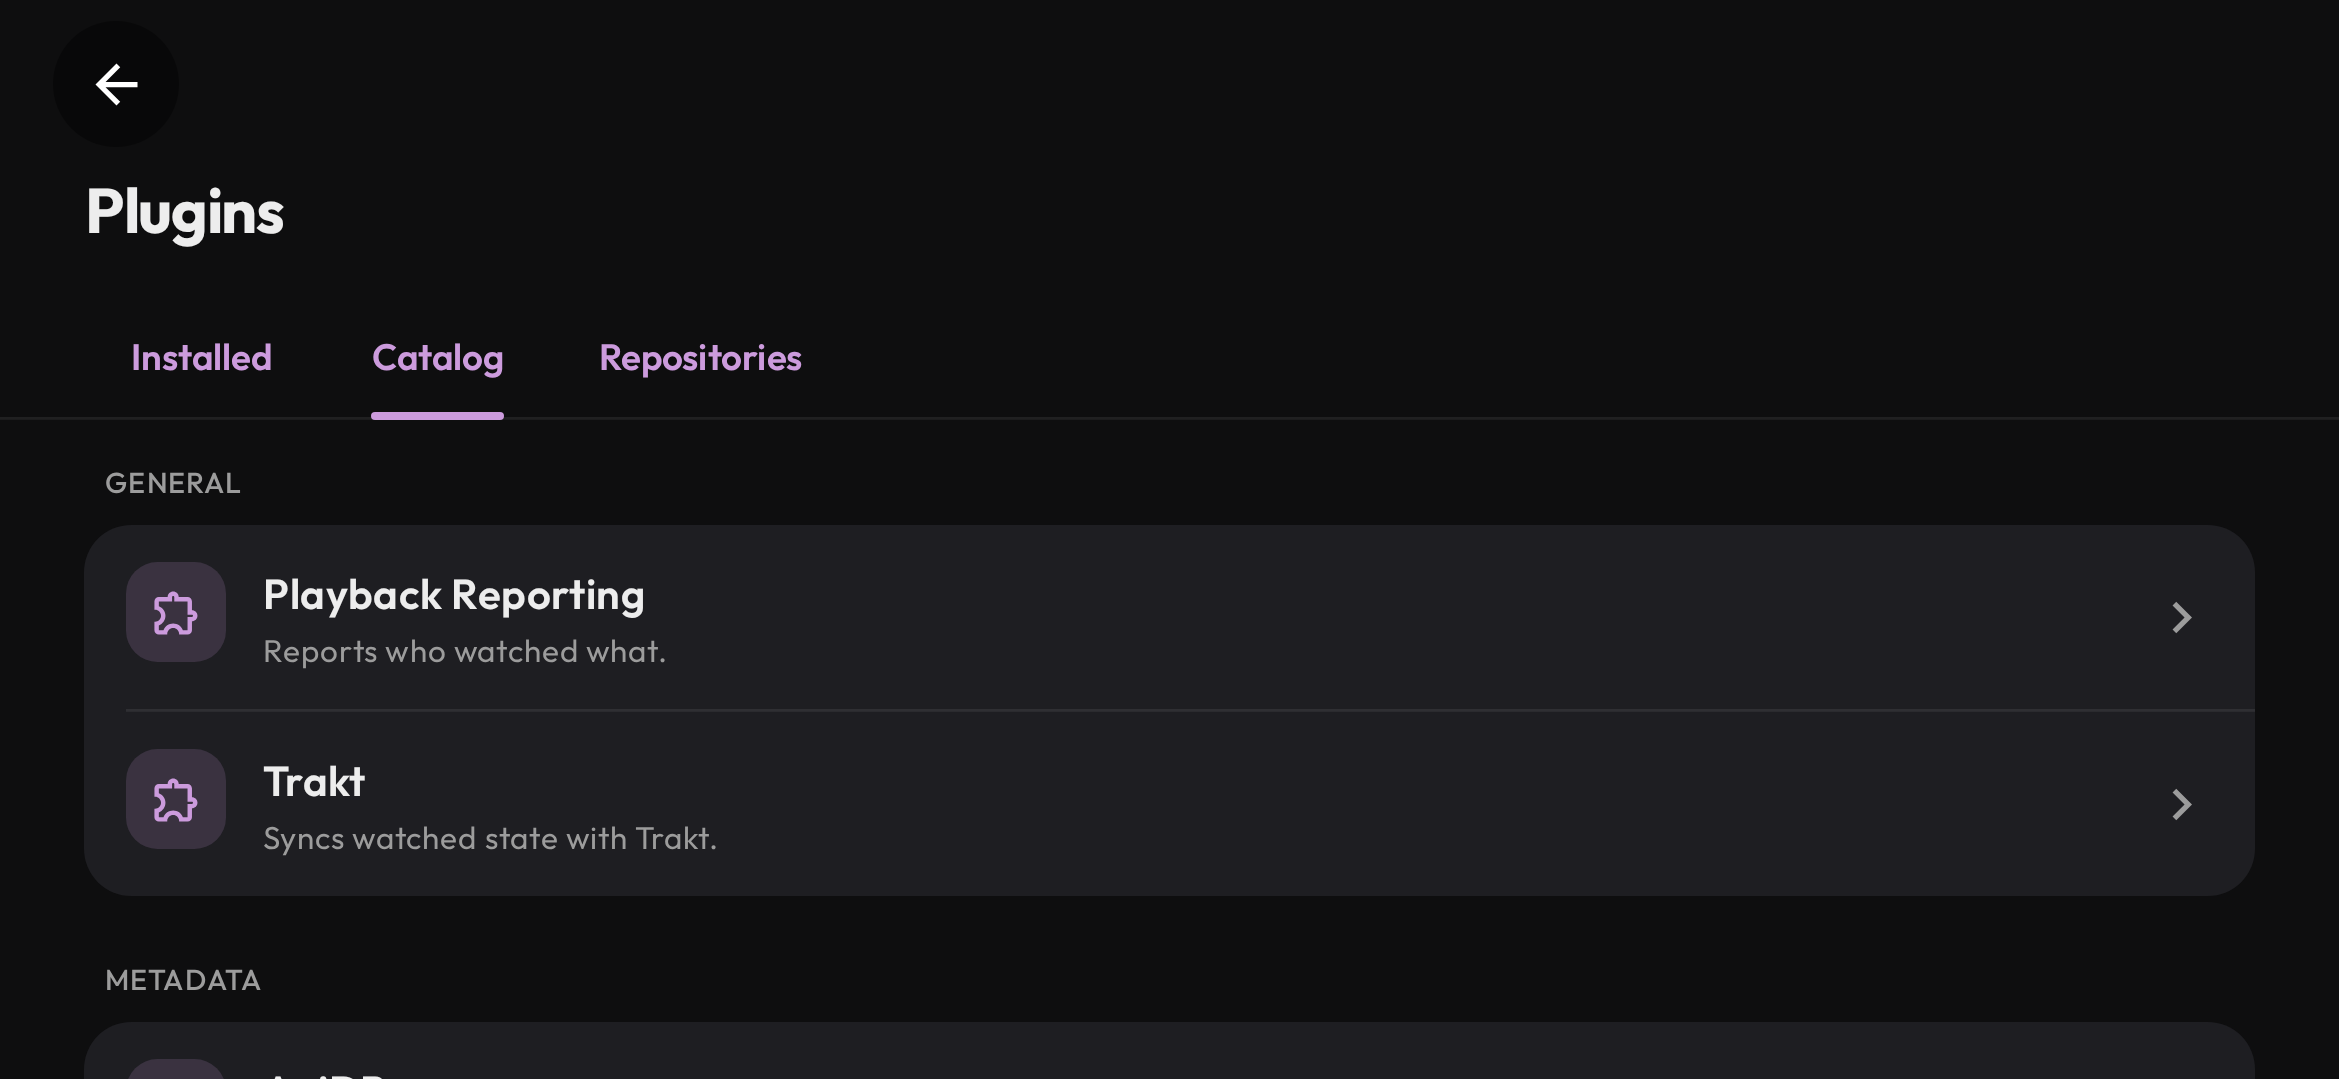 Plugins
Installed
Catalog
Repositories
GENERAL
Playback Reporting
Reports who watched what.
Trakt
Syncs watched state with Trakt.
METADATA